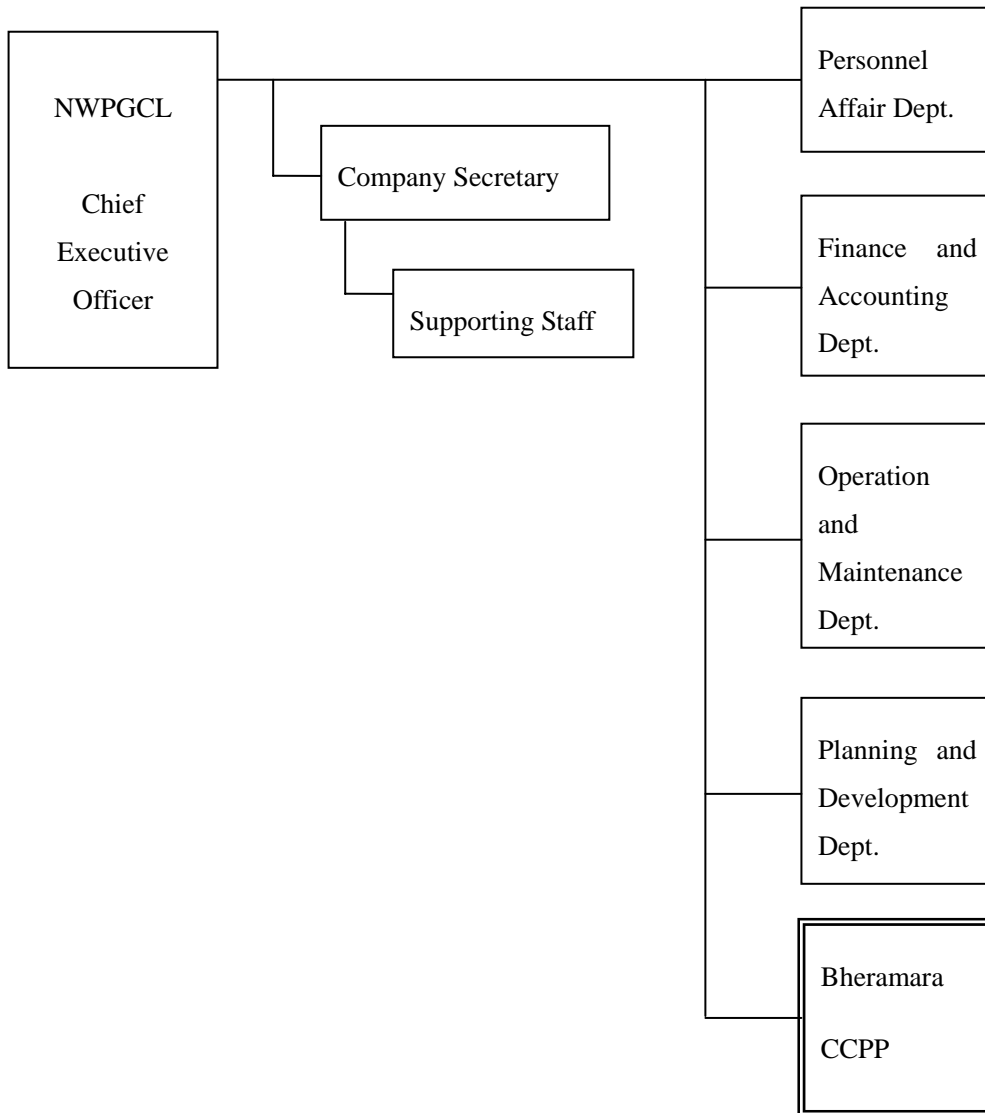 NWPGCL
Chief
Executive
Officer
Company Secretary
Supporting Staff
Personnel
Affair Dept.
Finance and
Accounting
Dept.
Operation
and
Maintenance
Dept.
Planning and
Development
Dept.
Bheramara
CCPP